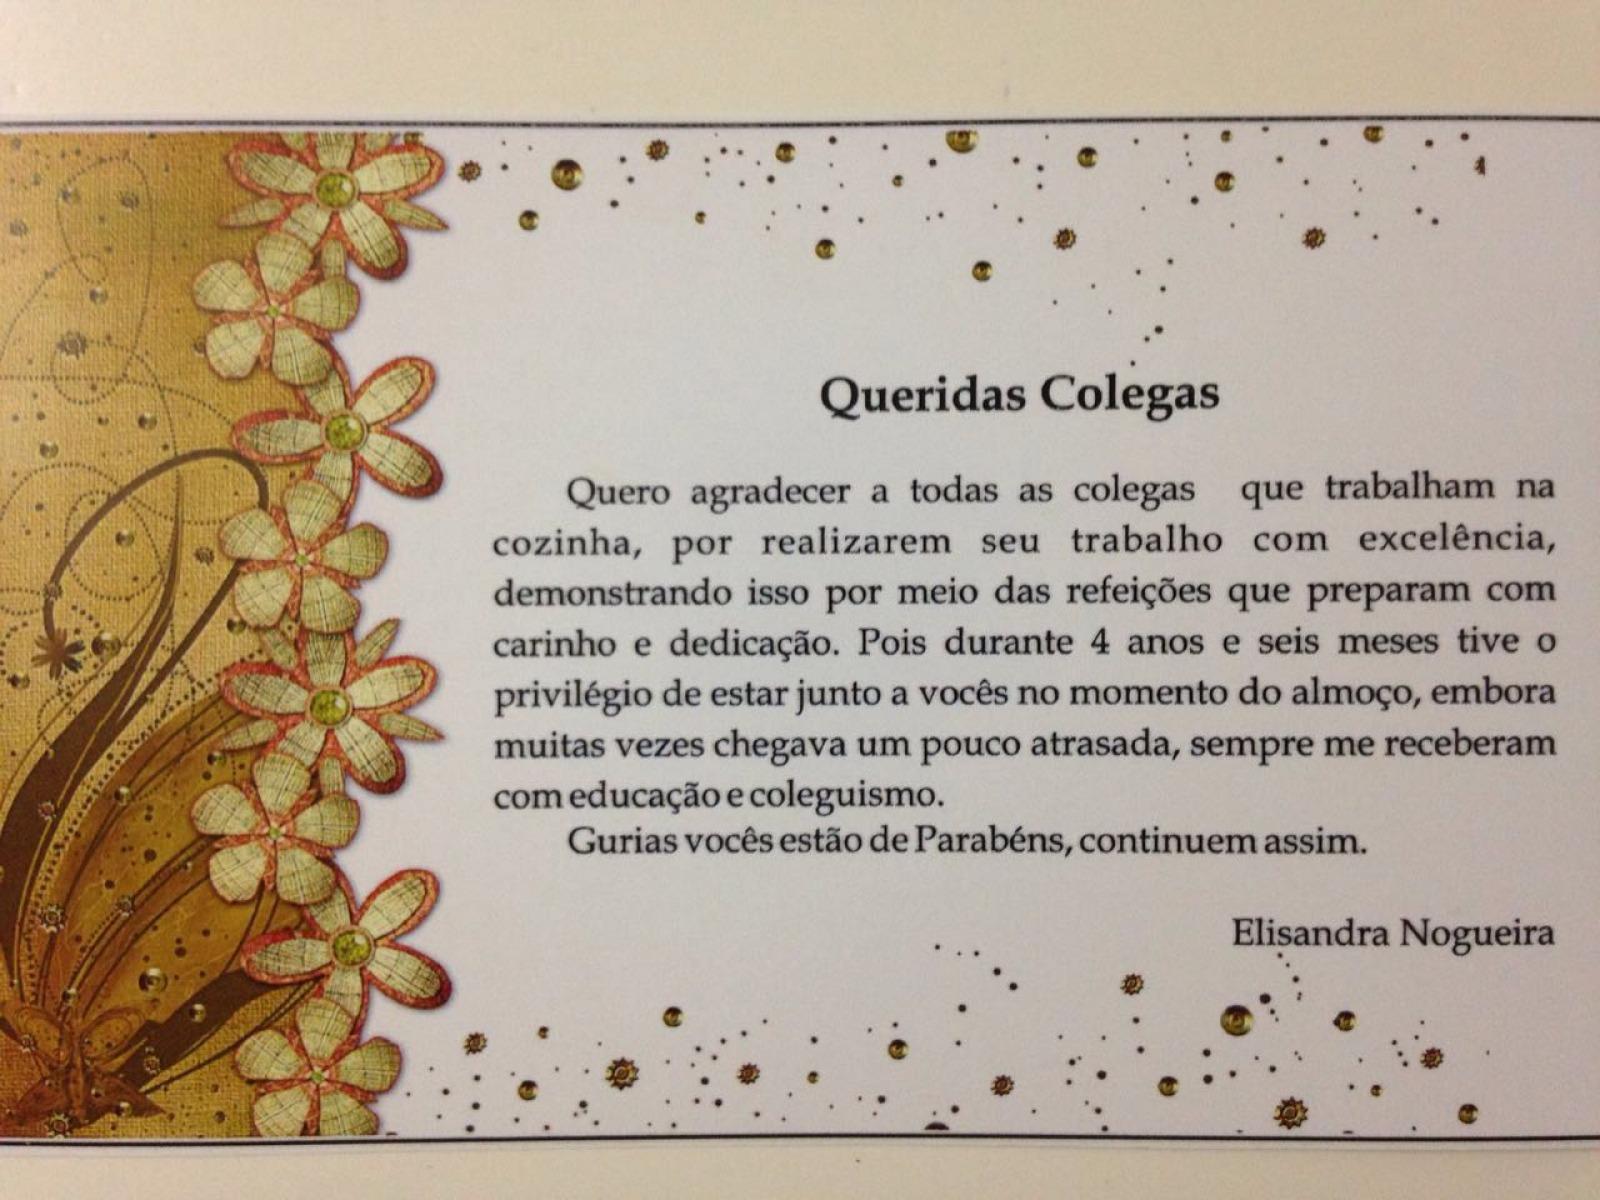 Queridas Colegas
Quero agradecer a todas as colegas que trabalham na
cozinha, por realizarem seu trabalho com excelência,
demonstrando isso por meio das refeições que preparam com
carinho e dedicação. Pois durante 4 anos e seis meses tive o
privilégio de estar junto a vocês no momento do almoço, embora
muitas vezes chegava um pouco atrasada, sempre me receberam
com educação e coleguismo.
Gurias vocês estão de Parabéns, continuem assim.
Elisandra Nogueira